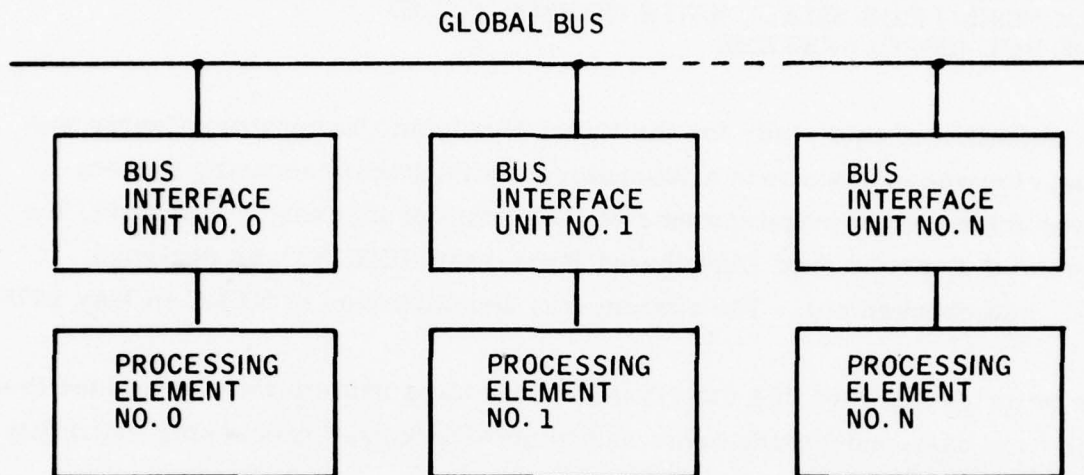 GLOBAL BUS
BUS
INTERFACE
UNIT NO. 0
BUS
INTERFACE
UNIT NO. 1
BUS
INTERFACE
UNIT NO. N
PROCESSING
ELEMENT
NO. 0
PROCESSING
ELEMENT
NO. 1
PROCESSING
ELEMENT
NO. N